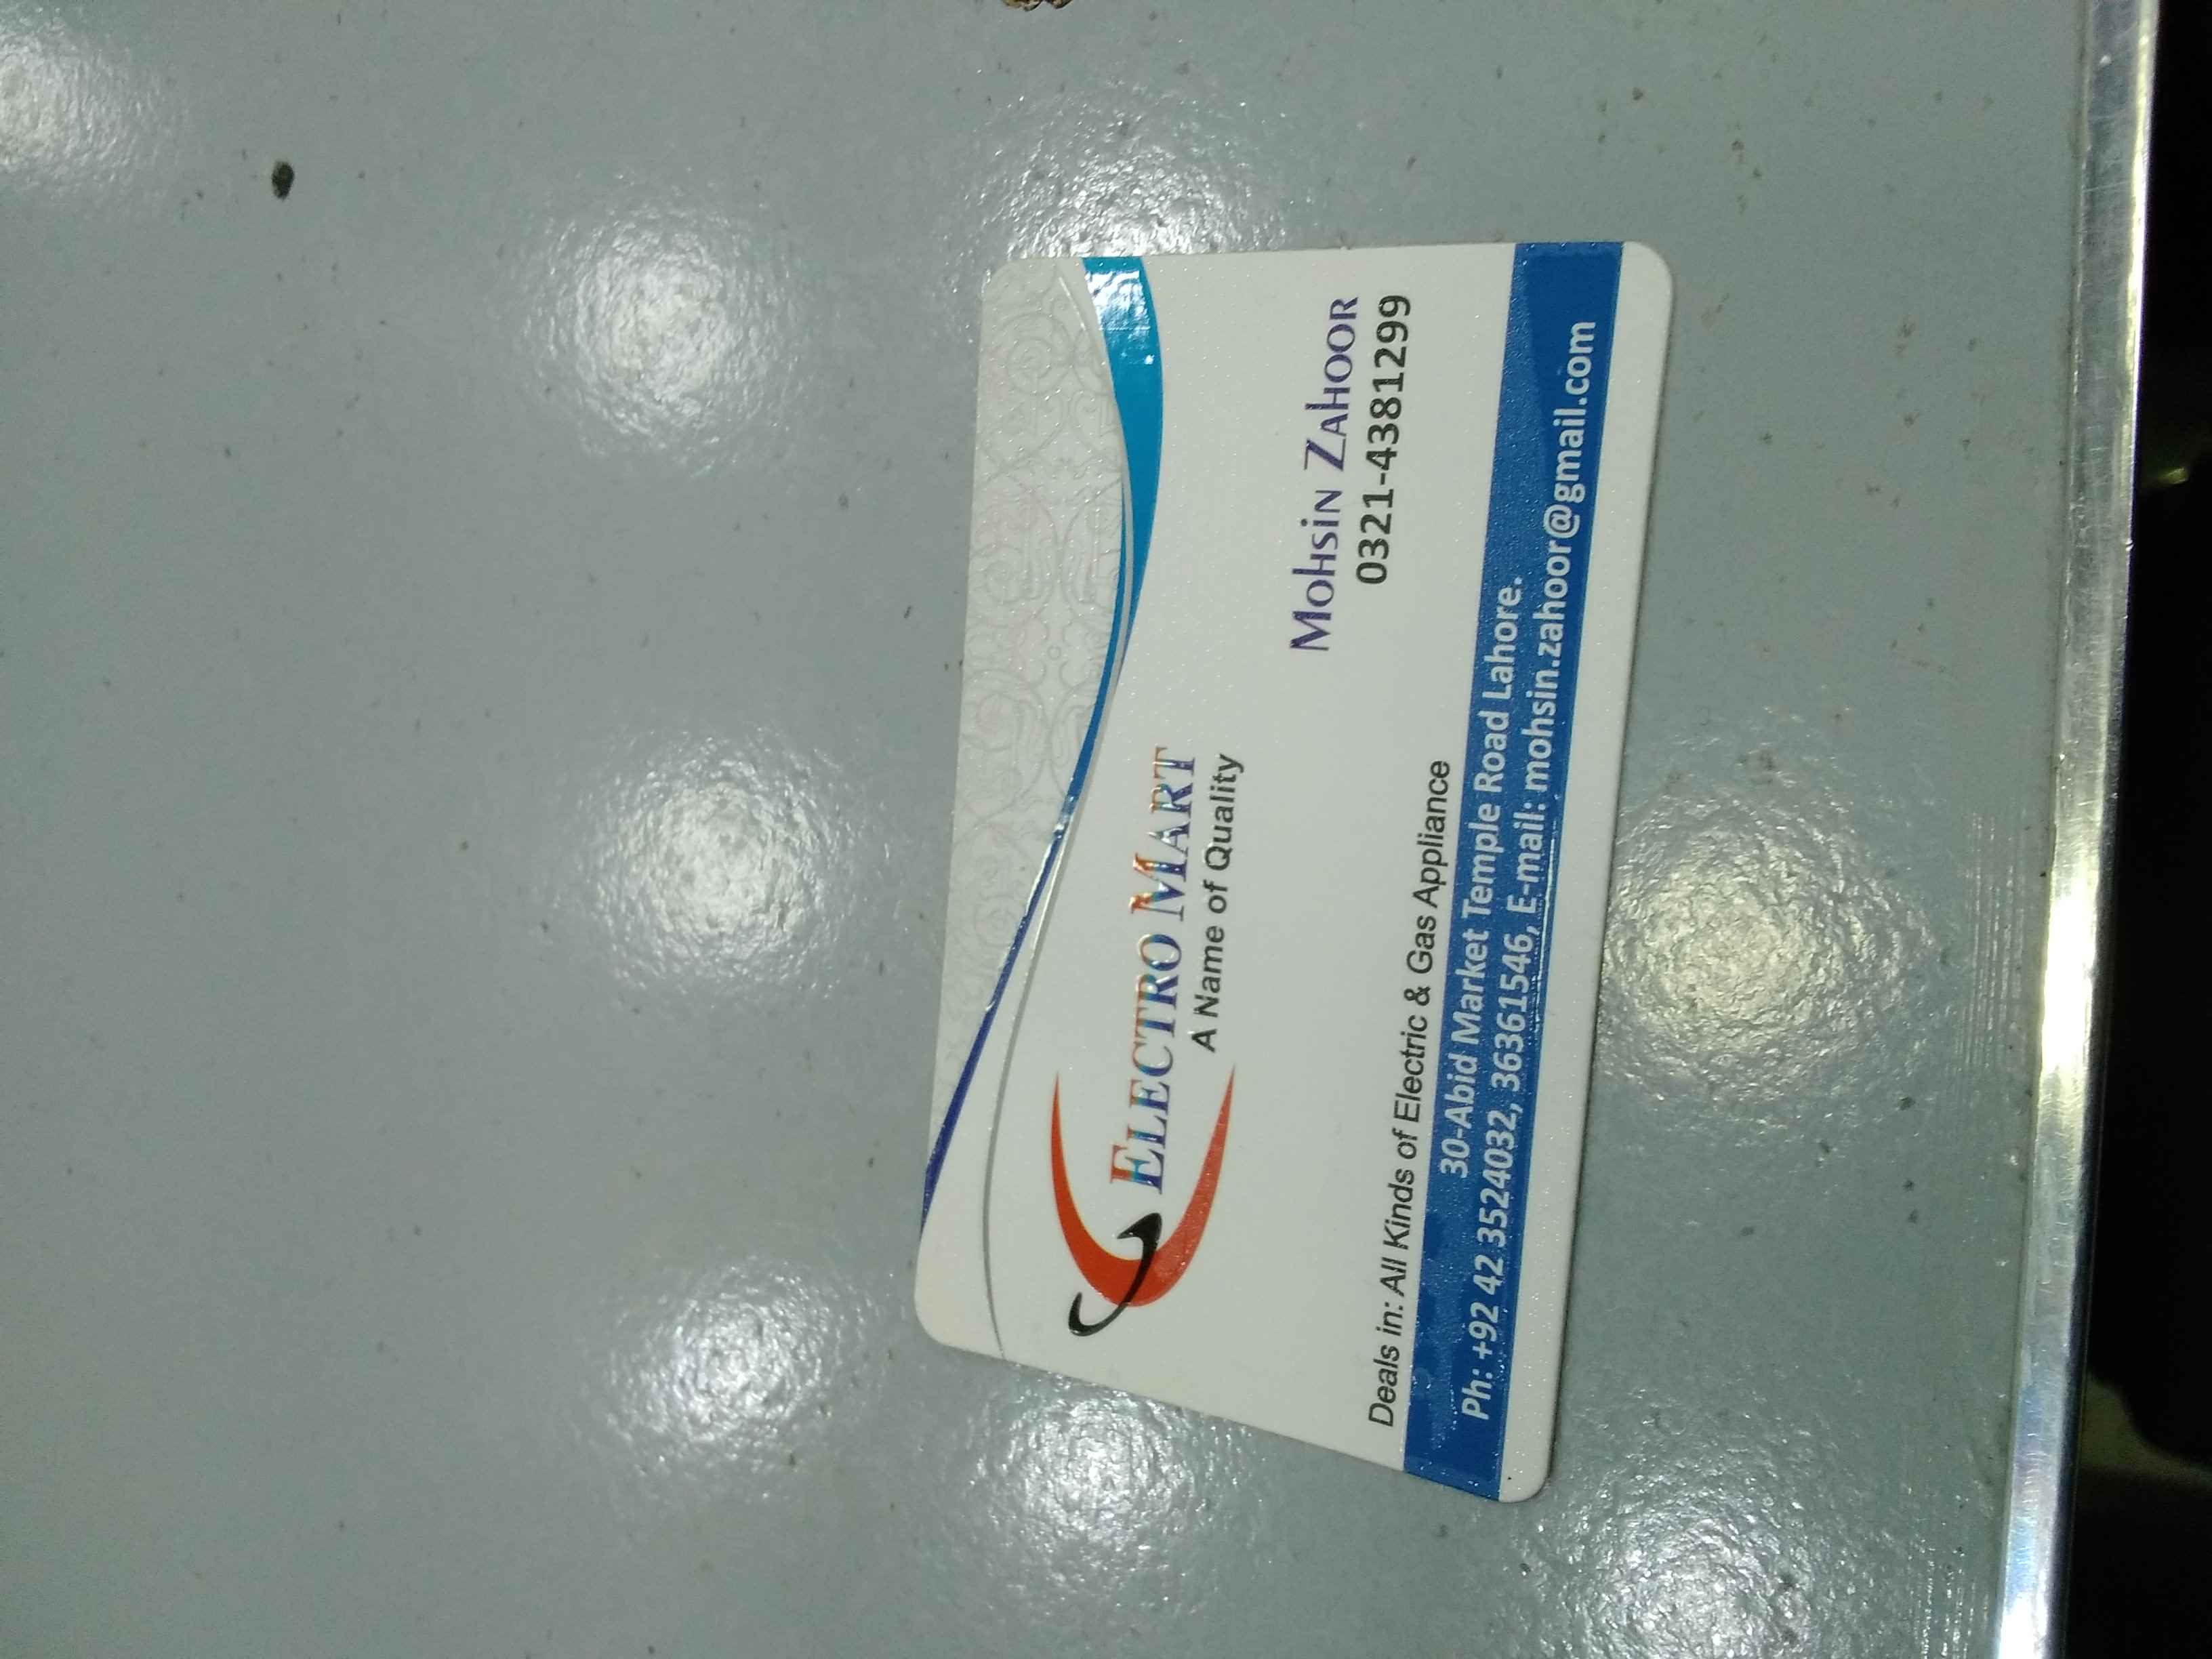 ELECTRO MART
A Name of Quality
Mohsin Zahoor
0321-4381299
Deals in: All Kinds of Electric & Gas Appliance
30-Abid Market Temple Road Lahore.
Ph: +92 42 3524032, 36361546, E-mail: mohsin.zahoor@gmail.com